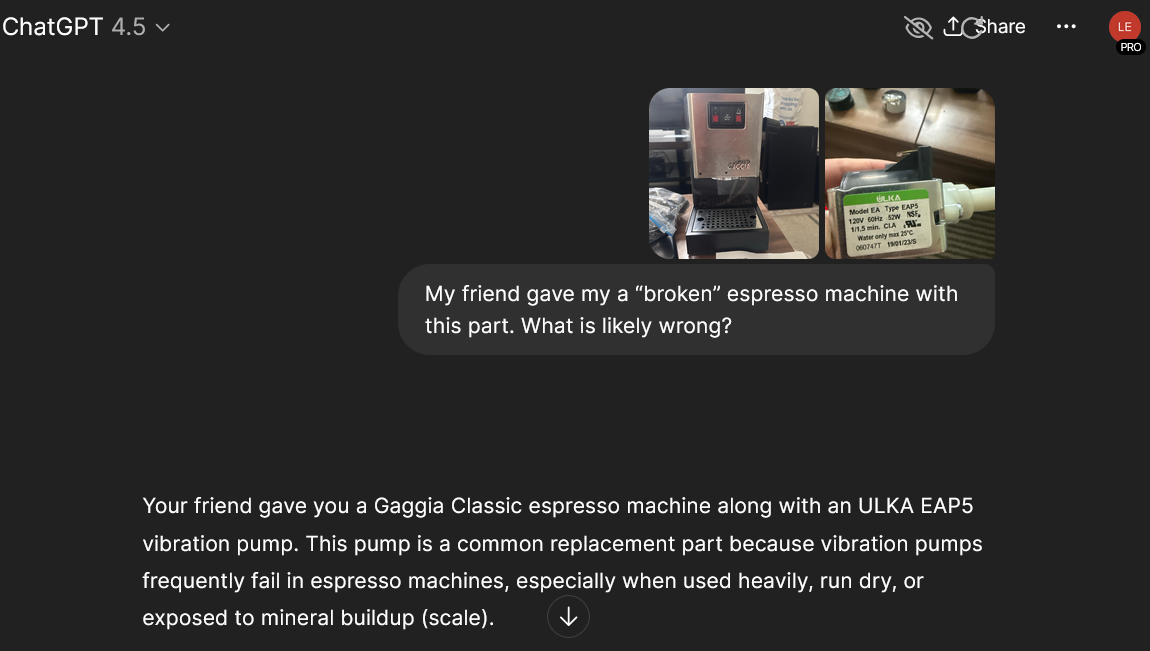 ChatGPT 4.5
Share
LE
PRO
GAGGIA
ULKA
Model EA Type EAP5
120V 60Hz 52W NSF
1/1,5 min. CLA
Water only max 25°C
060747T 19/01/23/S
My friend gave my a “broken” espresso machine with
this part. What is likely wrong?
Your friend gave you a Gaggia Classic espresso machine along with an ULKA EAP5
vibration pump. This pump is a common replacement part because vibration pumps
frequently fail in espresso machines, especially when used heavily, run dry, or
exposed to mineral buildup (scale).